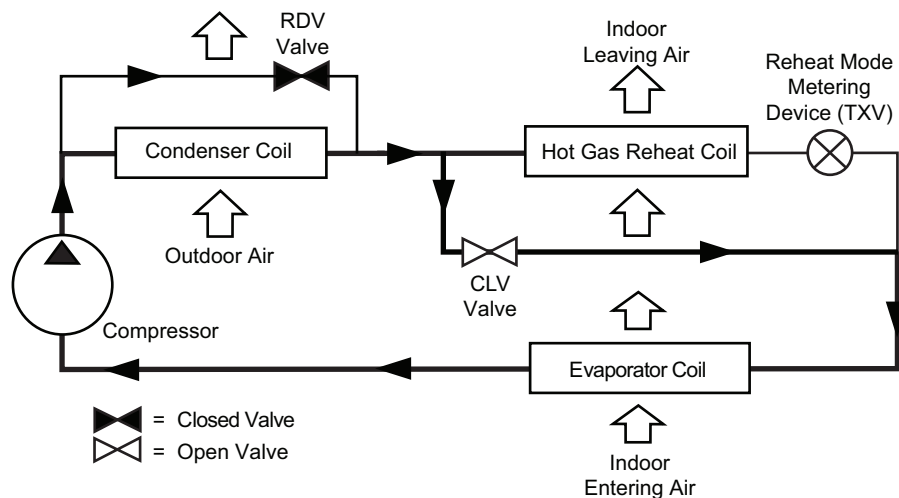 RDV
Valve
Indoor
Leaving Air
Reheat Mode
Metering
Device (TXV)
Condenser Coil
Hot Gas Reheat Coil
Outdoor Air
CLV
Valve
Compressor
Evaporator Coil
= Closed Valve
= Open Valve
Indoor
Entering Air